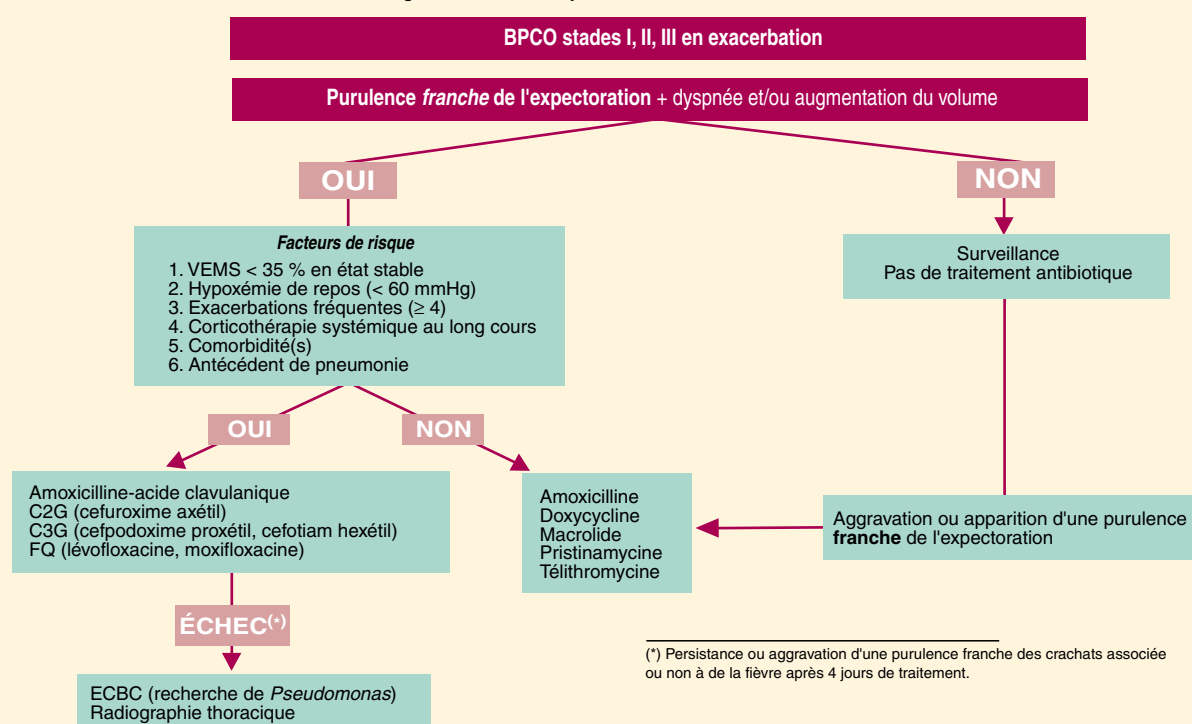 BPCO stades I, II, III en exacerbation
Purulence franche de l'expectoration + dyspnée et/ou augmentation du volume
OUI
NON
Facteurs de risque
1. VEMS < 35 % en état stable
2. Hypoxémie de repos (< 60 mmHg)
3. Exacerbations fréquentes (≥ 4)
4. Corticothérapie systémique au long cours
5. Comorbidité(s)
6. Antécédent de pneumonie
Surveillance
Pas de traitement antibiotique
OUI
NON
Amoxicilline-acide clavulanique
C2G (cefuroxime axétil)
C3G (cefpodoxime proxétil, cefotiam hexétil)
FQ (lévofloxacine, moxifloxacine)
Amoxicilline
Doxycycline
Macrolide
Pristinamycine
Télithromycine
Aggravation ou apparition d'une purulence
franche de l'expectoration
ÉCHEC(*)
ECBC (recherche de Pseudomonas)
Radiographie thoracique
(*) Persistance ou aggravation d'une purulence franche des crachats associée
ou non à de la fièvre après 4 jours de traitement.